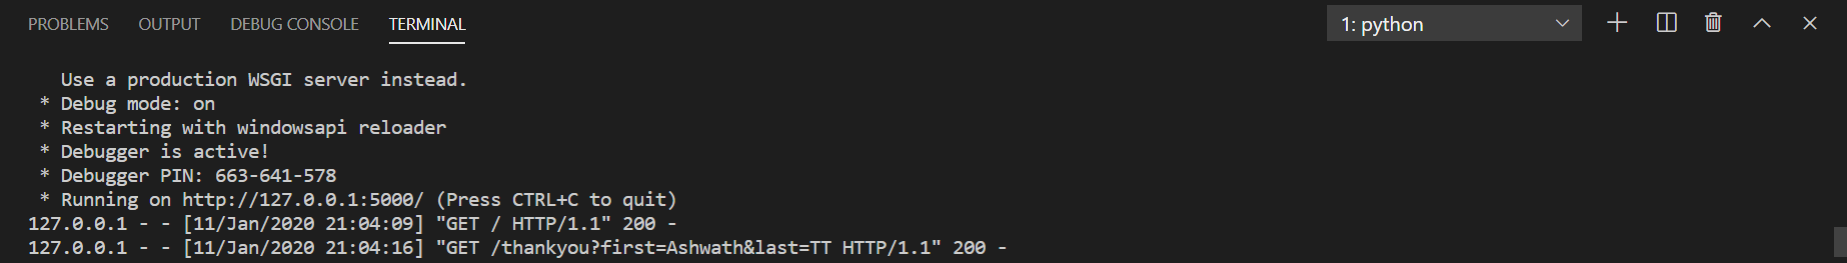 PROBLEMS OUTPUT DEBUG CONSOLE TERMINAL 1: python
Use a production WSGI server instead.
* Debug mode: on
* Restarting with windowsapi reloader
* Debugger is active!
* Debugger PIN: 663-641-578
* Running on http://127.0.0.1:5000/ (Press CTRL+C to quit)
127.0.0.1 - - [11/Jan/2020 21:04:09] "GET / HTTP/1.1" 200 -
127.0.0.1 - - [11/Jan/2020 21:04:16] "GET /thankyou?first=Ashwath&last=TT HTTP/1.1" 200 -